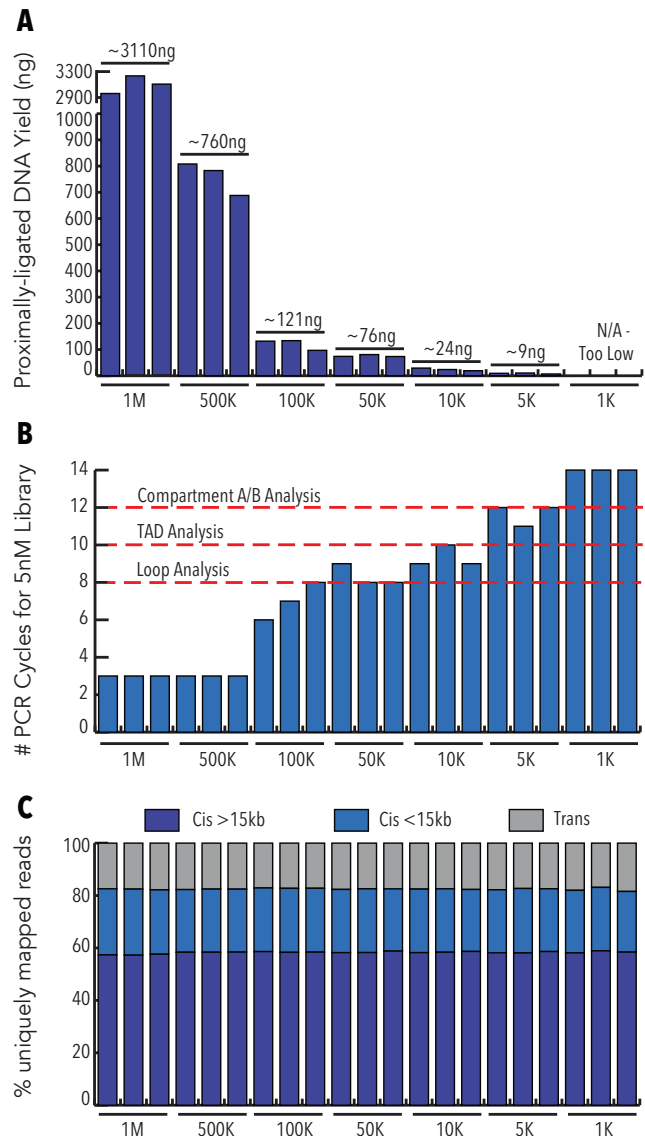 A
Proximally-ligated DNA Yield (ng)
3300
2900
1000
900
800
700
600
500
400
300
200
100
0
~3110ng
~760ng
~121ng
~76ng
~24ng
~9ng
N/A -
Too Low
1M 500K 100K 50K 10K 5K 1K
B
# PCR Cycles for 5nM Library
14
12
10
8
6
4
2
0
Compartment A/B Analysis
TAD Analysis
Loop Analysis
1M 500K 100K 50K 10K 5K 1K
C
Cis >15kb Cis <15kb Trans
% uniquely mapped reads
100
80
60
40
20
0
1M 500K 100K 50K 10K 5K 1K